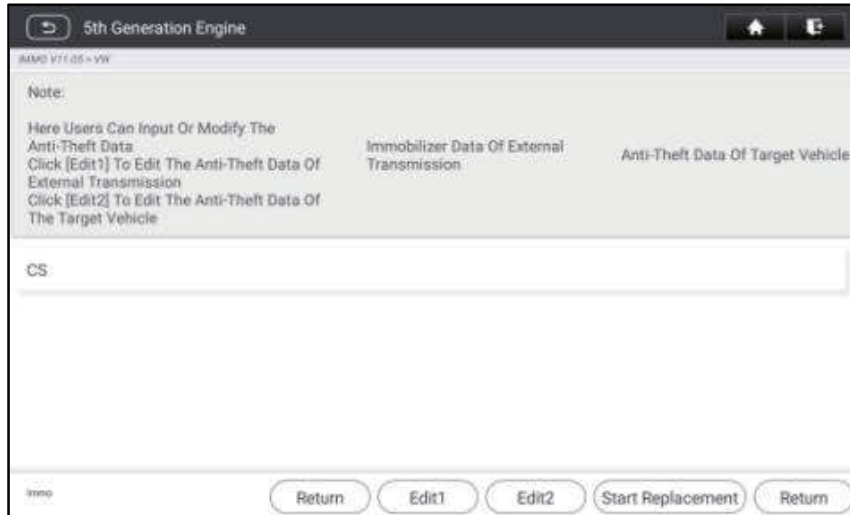 5th Generation Engine
IMMO V11.05 > VW
Note:
Here Users Can Input Or Modify The
Anti-Theft Data
Click [Edit1] To Edit The Anti-Theft Data Of
External Transmission
Click [Edit2] To Edit The Anti-Theft Data Of
The Target Vehicle
Immobilizer Data Of External
Transmission
Anti-Theft Data Of Target Vehicle
CS
Immo
Return
Edit1
Edit2
Start Replacement
Return